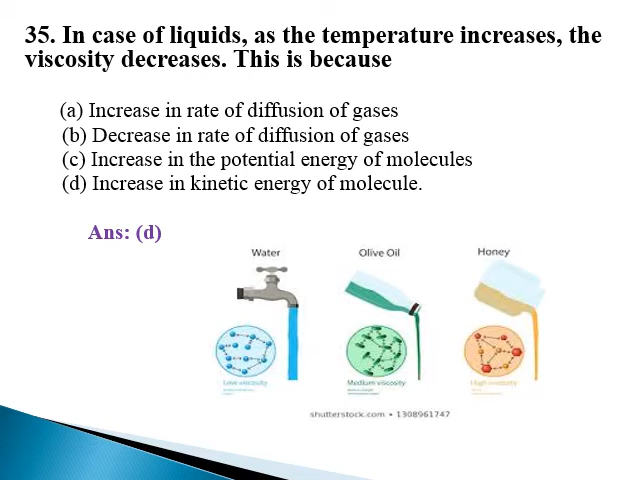 35. In case of liquids, as the temperature increases, the
viscosity decreases. This is because
(a) Increase in rate of diffusion of gases
(b) Decrease in rate of diffusion of gases
(c) Increase in the potential energy of molecules
(d) Increase in kinetic energy of molecule.
Ans: (d)
Water
Olive Oil
Honey
Low viscosity
Medium viscosity
High viscosity
shutterstock.com • 1308961747